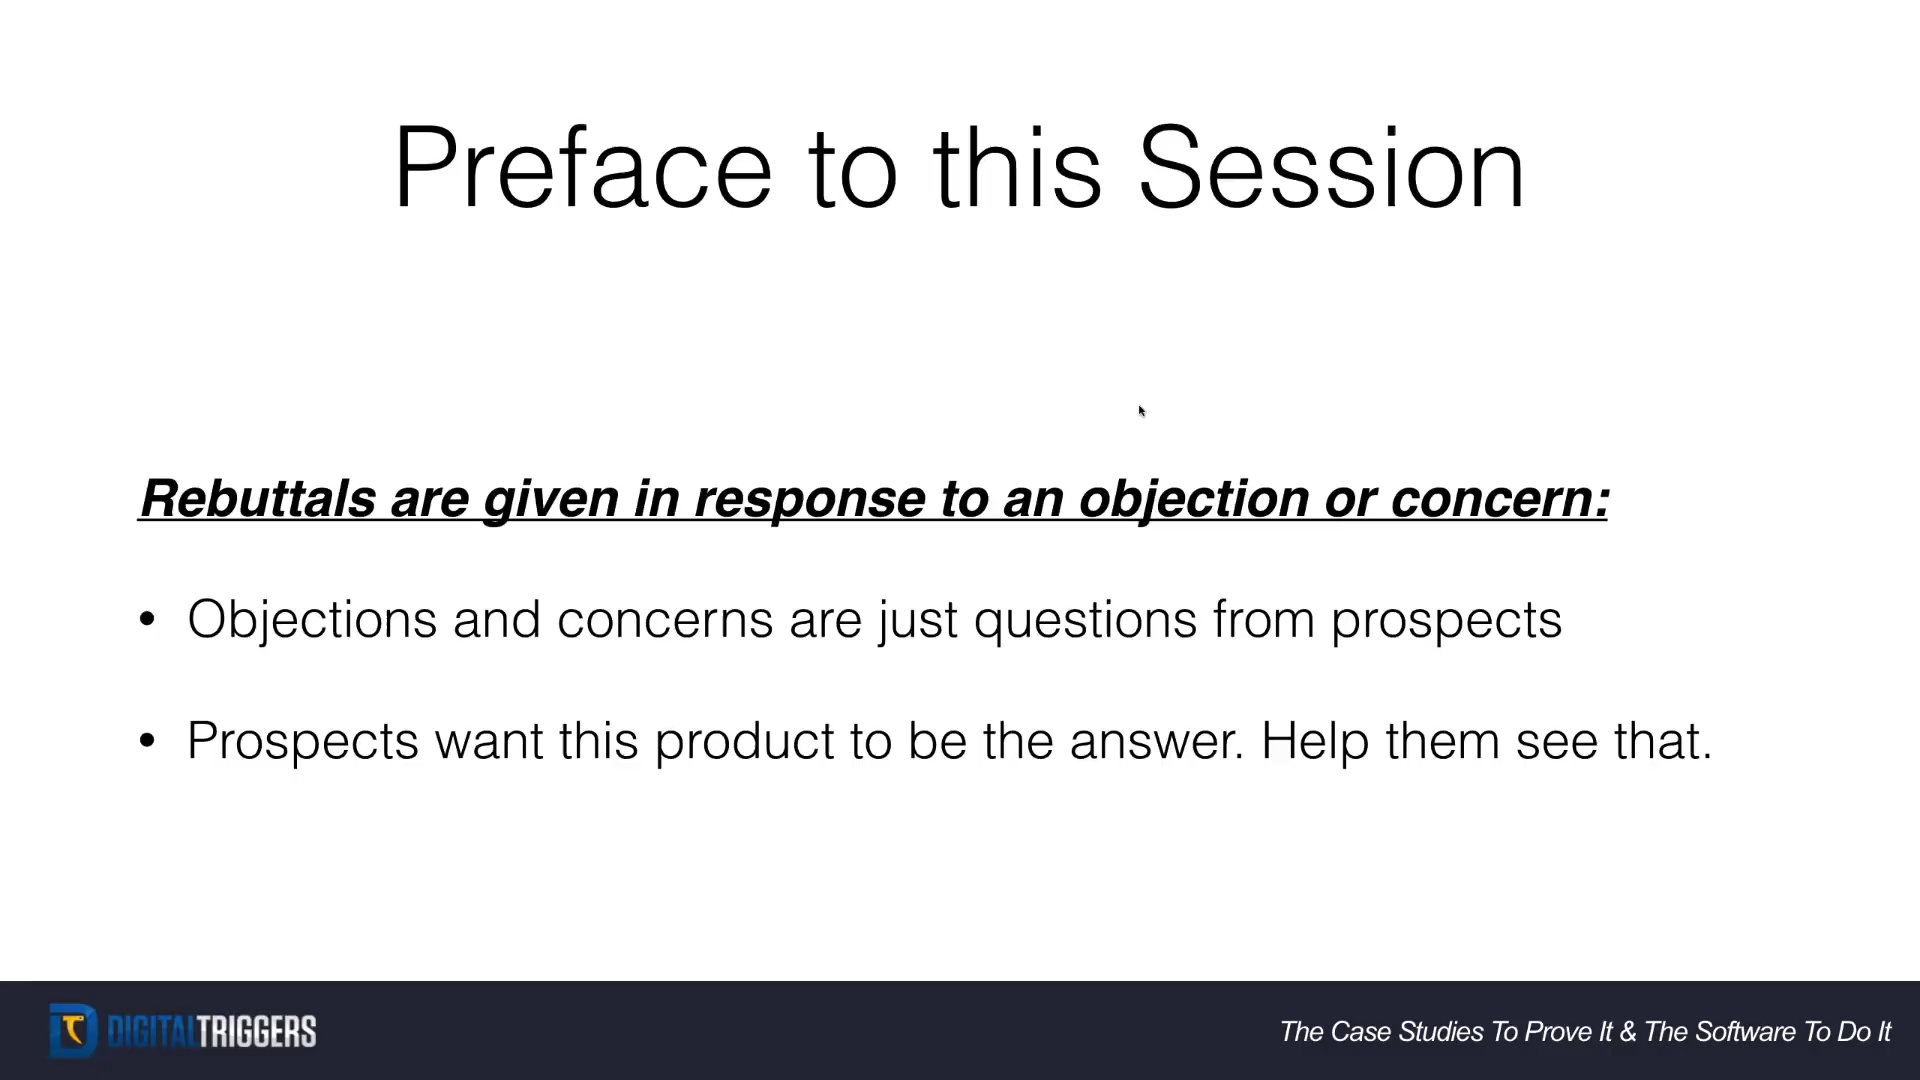 Preface to this Session
Rebuttals are given in response to an objection or concern:
• Objections and concerns are just questions from prospects
• Prospects want this product to be the answer. Help them see that.
DIGITALTRIGGERS
The Case Studies To Prove It & The Software To Do It